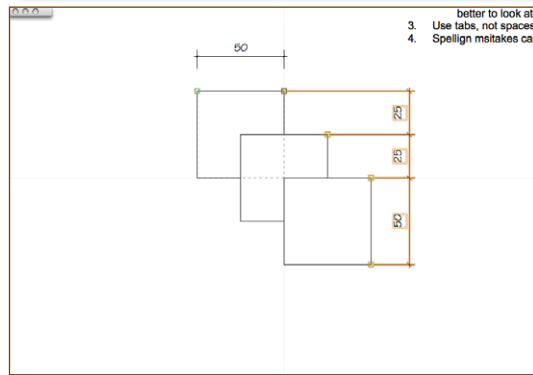 better to look at
3. Use tabs, not spaces
4. Spellign msitakes ca
50
25
25
50